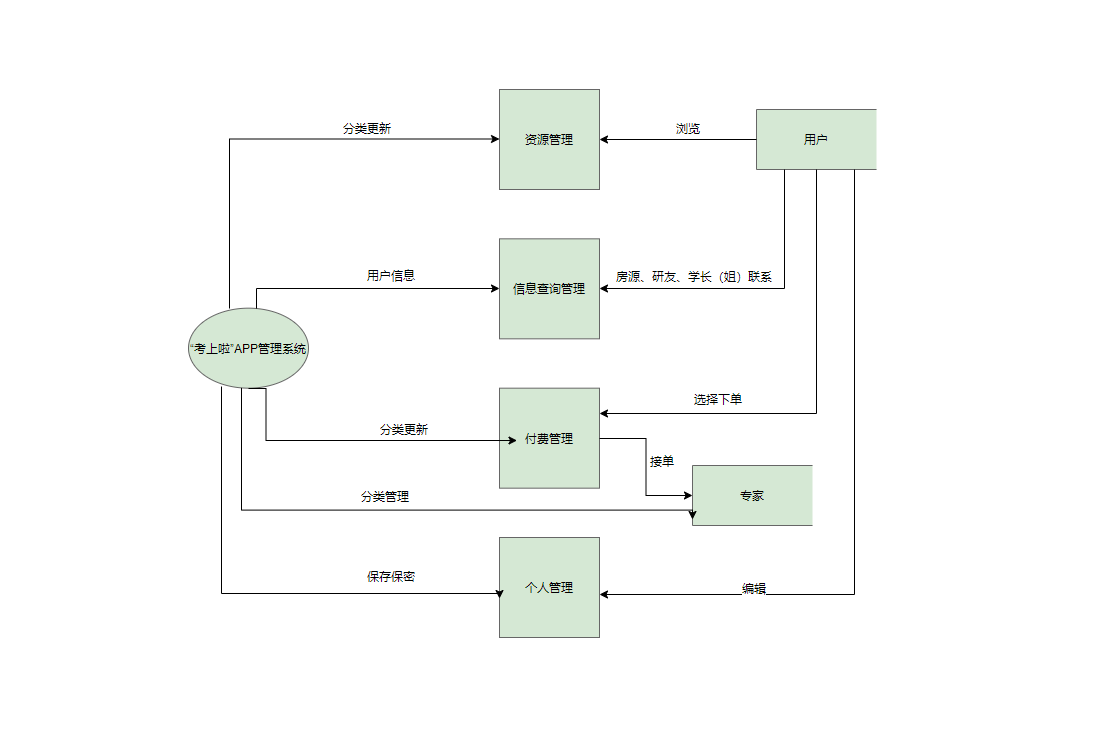 分类更新
资源管理
浏览
用户
用户信息
信息查询管理
房源、研友、学长（姐）联系
“考上啦”APP管理系统
选择下单
分类更新
付费管理
接单
分类管理
专家
保存保密
个人管理
编辑